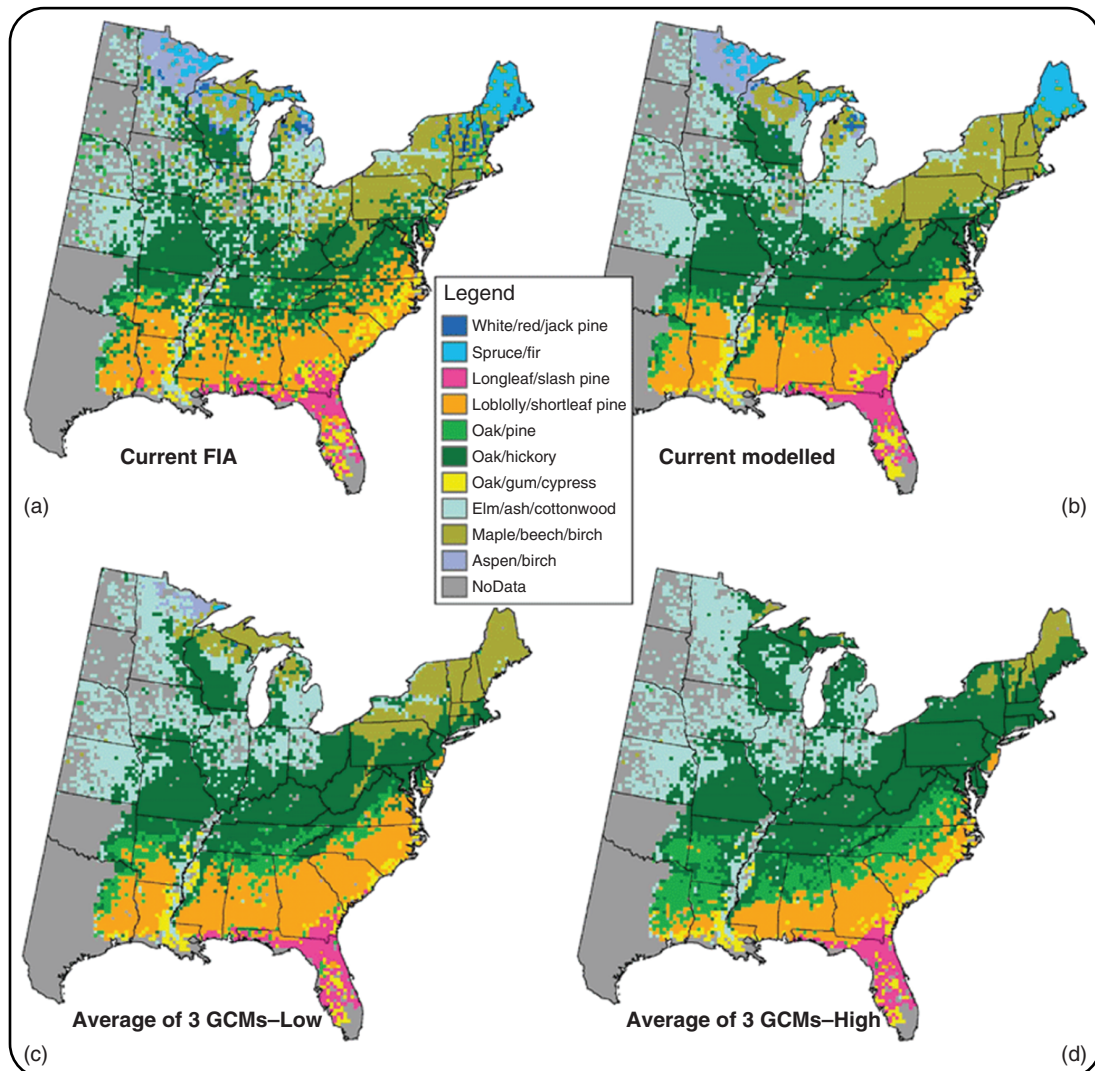 Current FIA
(a)
Current modelled
(b)
Legend
White/red/jack pine
Spruce/fir
Longleaf/slash pine
Loblolly/shortleaf pine
Oak/pine
Oak/hickory
Oak/gum/cypress
Elm/ash/cottonwood
Maple/beech/birch
Aspen/birch
NoData
Average of 3 GCMs–Low
(c)
Average of 3 GCMs–High
(d)